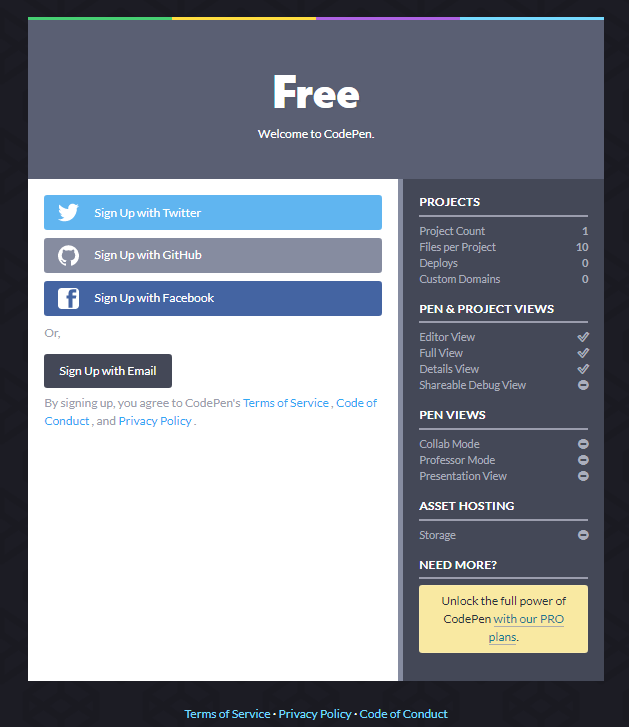 Free
Welcome to CodePen.
Sign Up with Twitter
Sign Up with GitHub
Sign Up with Facebook
Or,
Sign Up with Email
By signing up, you agree to CodePen's Terms of Service , Code of
Conduct , and Privacy Policy .
PROJECTS
Project Count 1
Files per Project 10
Deploys 0
Custom Domains 0
PEN & PROJECT VIEWS
Editor View
Full View
Details View
Shareable Debug View
PEN VIEWS
Collab Mode
Professor Mode
Presentation View
ASSET HOSTING
Storage
NEED MORE?
Unlock the full power of
CodePen with our PRO
plans.
Terms of Service · Privacy Policy · Code of Conduct